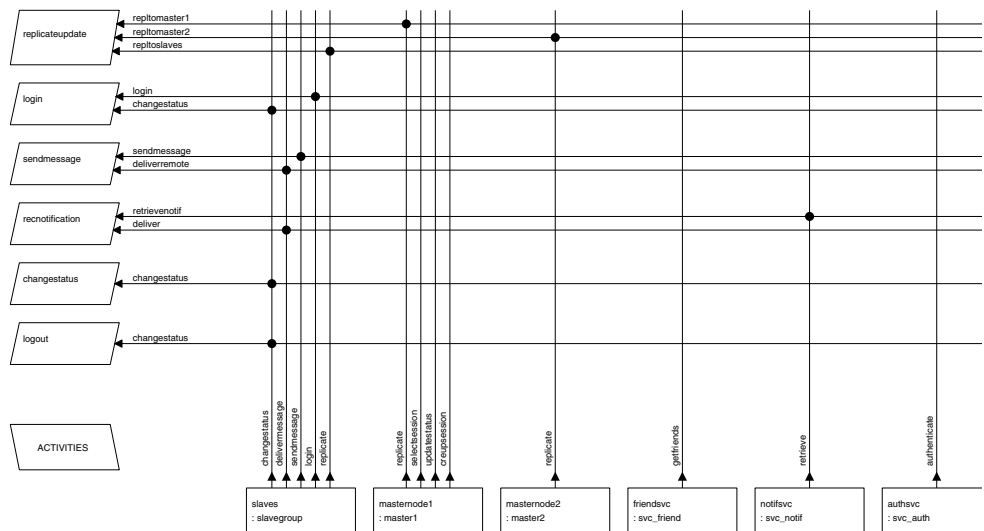 repltomaster1
repltomaster2
replicateupdate
repltoslaves
login
login
changestatus
sendmessage
sendmessage
deliverremote
retrievenotif
recnotification
deliver
changestatus
changestatus
logout
changestatus
ACTIVITIES
changestatus
delivermessage
sendmessage
login
replicate
replicate
selectsession
updatestatus
creupsession
replicate
getfriends
retrieve
authenticate
slaves
: slavegroup
masternode1
: master1
masternode2
: master2
friendsvc
: svc_friend
notifsvc
: svc_notif
authsvc
: svc_auth